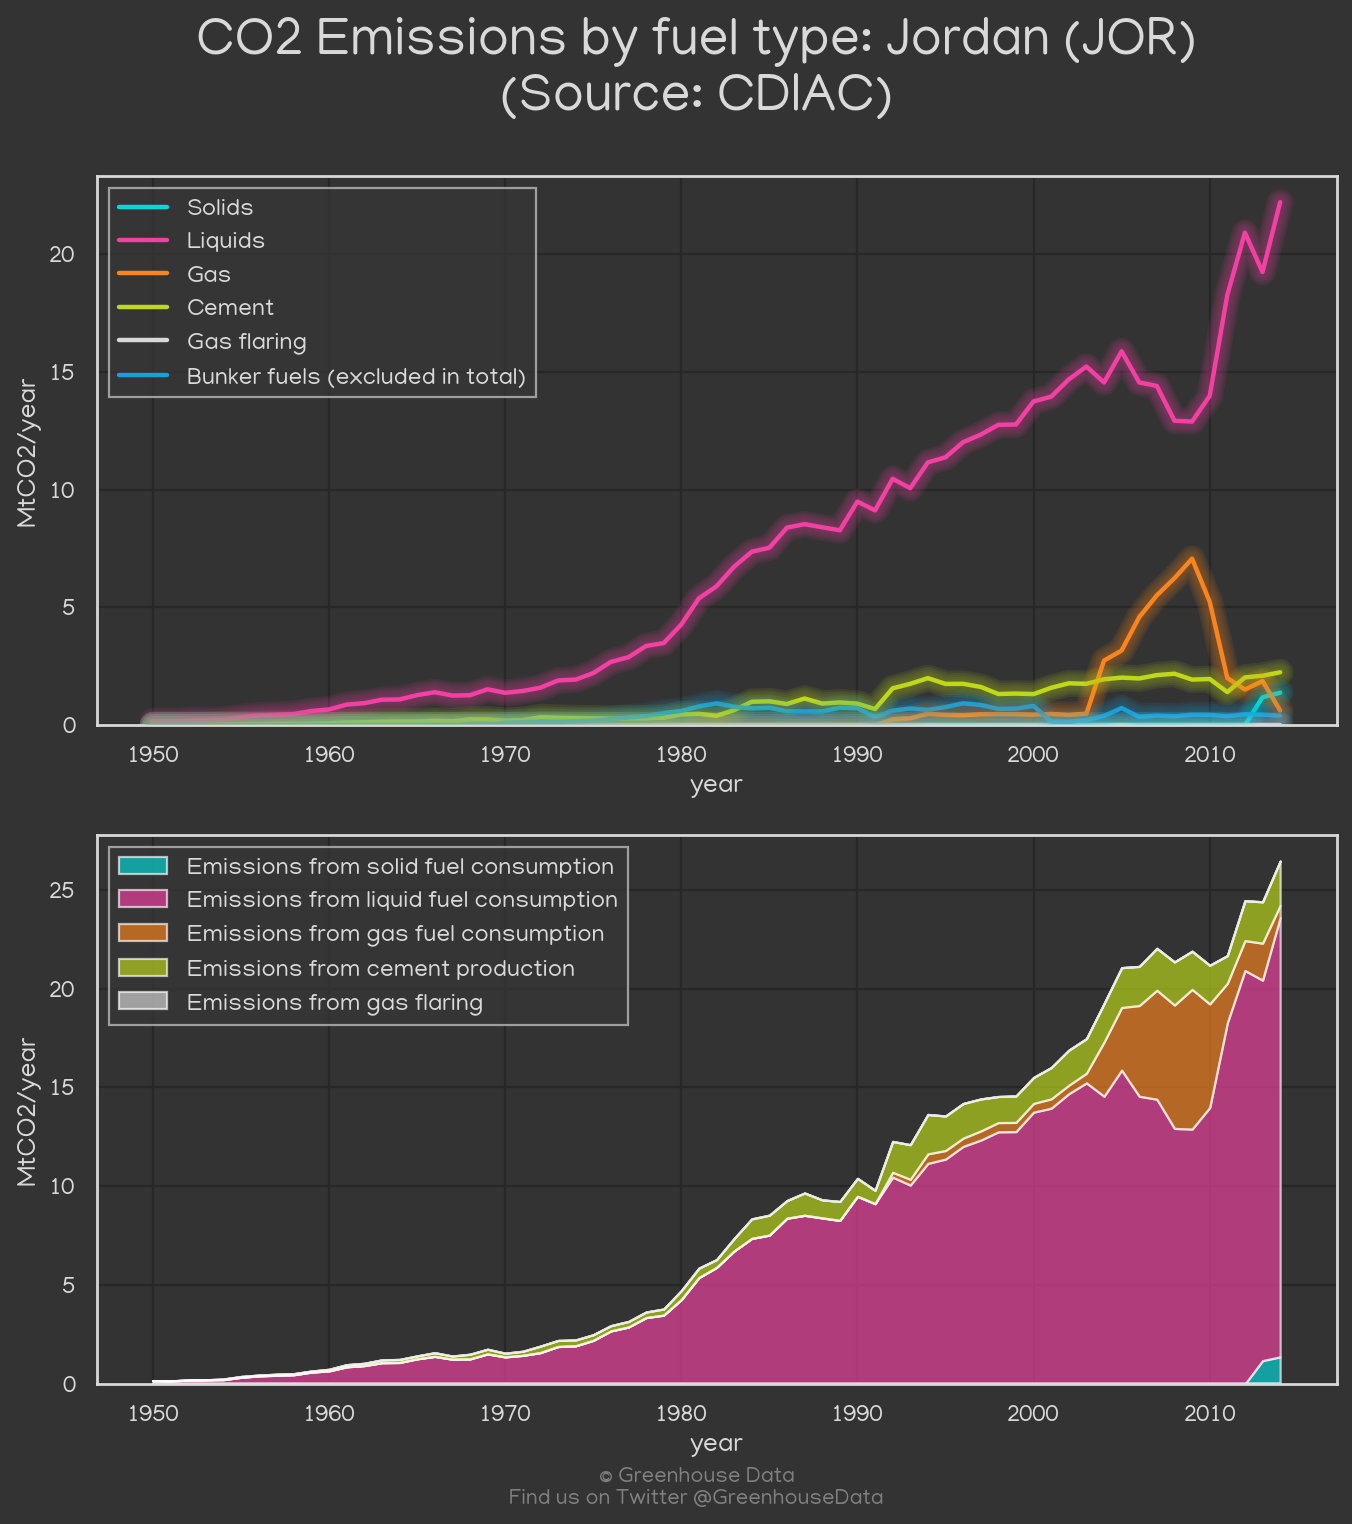 CO2 Emissions by fuel type: Jordan (JOR)
(Source: CDIAC)
Solids
Liquids
Gas
Cement
Gas flaring
Bunker fuels (excluded in total)
20
15
10
5
0
MtCO2/year
1950 1960 1970 1980 1990 2000 2010
year
Emissions from solid fuel consumption
Emissions from liquid fuel consumption
Emissions from gas fuel consumption
Emissions from cement production
Emissions from gas flaring
25
20
15
10
5
0
MtCO2/year
1950 1960 1970 1980 1990 2000 2010
year
© Greenhouse Data
Find us on Twitter @GreenhouseData